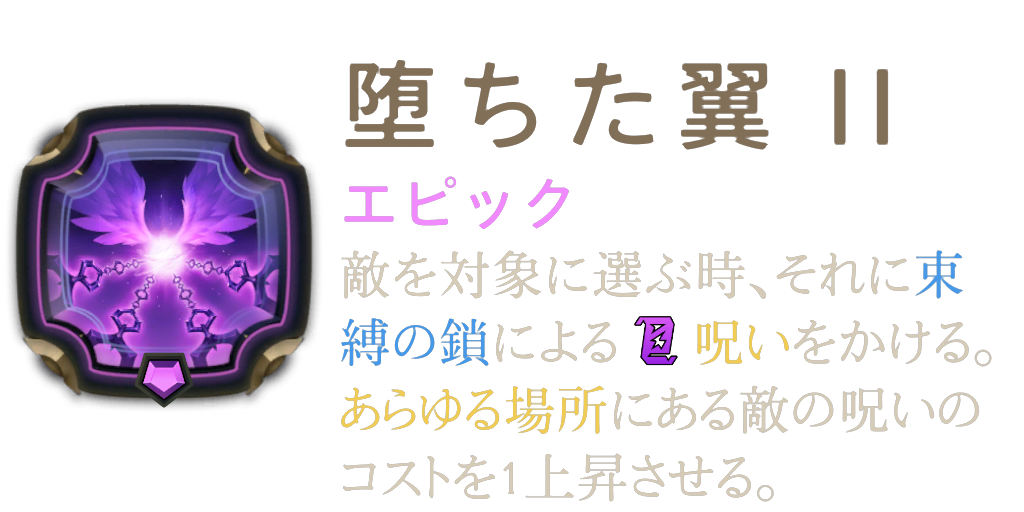 堕ちた翼 II
エピック
敵を対象に選ぶ時、それに束
縛の鎖による 呪いをかける。
あらゆる場所にある敵の呪いの
コストを1上昇させる。